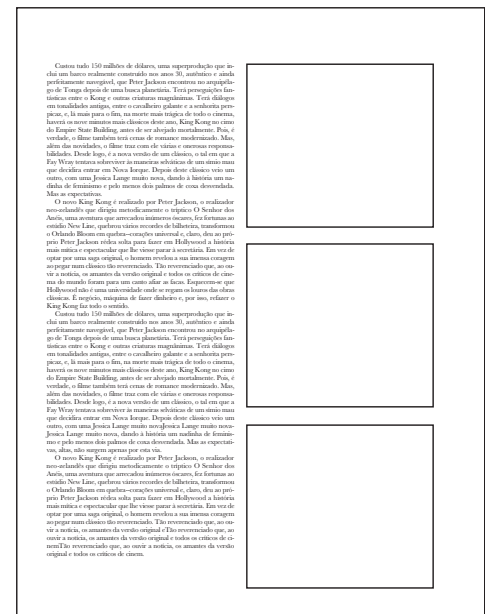 Custou tudo 150 milhões de dólares, uma superprodução que in-
clui um barco realmente construído nos anos 30, autêntico e ainda
perfeitamente navegável, que Peter Jackson encontrou no arquipéla-
go de Tonga depois de uma busca planetária. Terá perseguições fan-
tásticas entre o Kong e outras criaturas magnânimas. Terá diálogos
em tonalidades antigas, entre o cavalheiro galante e a senhorita pers-
picaz, e, lá mais para o fim, na morte mais trágica de todo o cinema,
haverá os nove minutos mais clássicos deste ano, King Kong no cimo
do Empire State Building, antes de ser alvejado mortalmente. Pois, é
verdade, o filme também terá cenas de romance modernizado. Mas,
além das novidades, o filme traz com ele várias e onerosas responsa-
bilidades. Desde logo, é a nova versão de um clássico, o tal em que a
Fay Wray tentava sobreviver às maneiras selváticas de um símio mau
que decidira entrar em Nova Iorque. Depois deste clássico veio um
outro, com uma Jessica Lange muito nova, dando à história um na-
dinha de feminismo e pelo menos dois palmos de coxa desvendada.
Mas as expectativas.
O novo King Kong é realizado por Peter Jackson, o realizador
neo-zelandês que dirigiu metodicamente o tríptico O Senhor dos
Anéis, uma aventura que arrecadou inúmeros óscares, fez fortunas ao
estúdio New Line, quebrou vários recordes de bilheteira, transformou
o Orlando Bloom em quebra–corações universal e, claro, deu ao pró-
prio Peter Jackson rédea solta para fazer em Hollywood a história
mais mítica e espectacular que lhe viesse parar à secretária. Em vez de
optar por uma saga original, o homem revelou a sua imensa coragem
ao pegar num clássico tão reverenciado. Tão reverenciado que, ao ou-
vir a notícia, os amantes da versão original e todos os críticos de cine-
ma do mundo foram para um canto afiar as facas. Esquecem-se que
Hollywood não é uma universidade onde se regam os louros das obras
clássicas. É negócio, máquina de fazer dinheiro e, por isso, refazer o
King Kong faz todo o sentido.
Custou tudo 150 milhões de dólares, uma superprodução que in-
clui um barco realmente construído nos anos 30, autêntico e ainda
perfeitamente navegável, que Peter Jackson encontrou no arquipéla-
go de Tonga depois de uma busca planetária. Terá perseguições fan-
tásticas entre o Kong e outras criaturas magnânimas. Terá diálogos
em tonalidades antigas, entre o cavalheiro galante e a senhorita pers-
picaz, e, lá mais para o fim, na morte mais trágica de todo o cinema,
haverá os nove minutos mais clássicos deste ano, King Kong no cimo
do Empire State Building, antes de ser alvejado mortalmente. Pois, é
verdade, o filme também terá cenas de romance modernizado. Mas,
além das novidades, o filme traz com ele várias e onerosas responsa-
bilidades. Desde logo, é a nova versão de um clássico, o tal em que a
Fay Wray tentava sobreviver às maneiras selváticas de um símio mau
que decidira entrar em Nova Iorque. Depois deste clássico veio um
outro, com uma Jessica Lange muito novaJessica Lange muito nova-
Jessica Lange muito nova, dando à história um nadinha de feminis-
mo e pelo menos dois palmos de coxa desvendada. Mas as expectati-
vas, altas, não surgem apenas por esta via.
O novo King Kong é realizado por Peter Jackson, o realizador
neo-zelandês que dirigiu metodicamente o tríptico O Senhor dos
Anéis, uma aventura que arrecadou inúmeros óscares, fez fortunas ao
estúdio New Line, quebrou vários recordes de bilheteira, transformou
o Orlando Bloom em quebra–corações universal e, claro, deu ao pró-
prio Peter Jackson rédea solta para fazer em Hollywood a história
mais mítica e espectacular que lhe viesse parar à secretária. Em vez de
optar por uma saga original, o homem revelou a sua imensa coragem
ao pegar num clássico tão reverenciado. Tão reverenciado que, ao ou-
vir a notícia, os amantes da versão original eTão reverenciado que, ao
ouvir a notícia, os amantes da versão original e todos os críticos de ci-
nemTão reverenciado que, ao ouvir a notícia, os amantes da versão
original e todos os críticos de cinem.